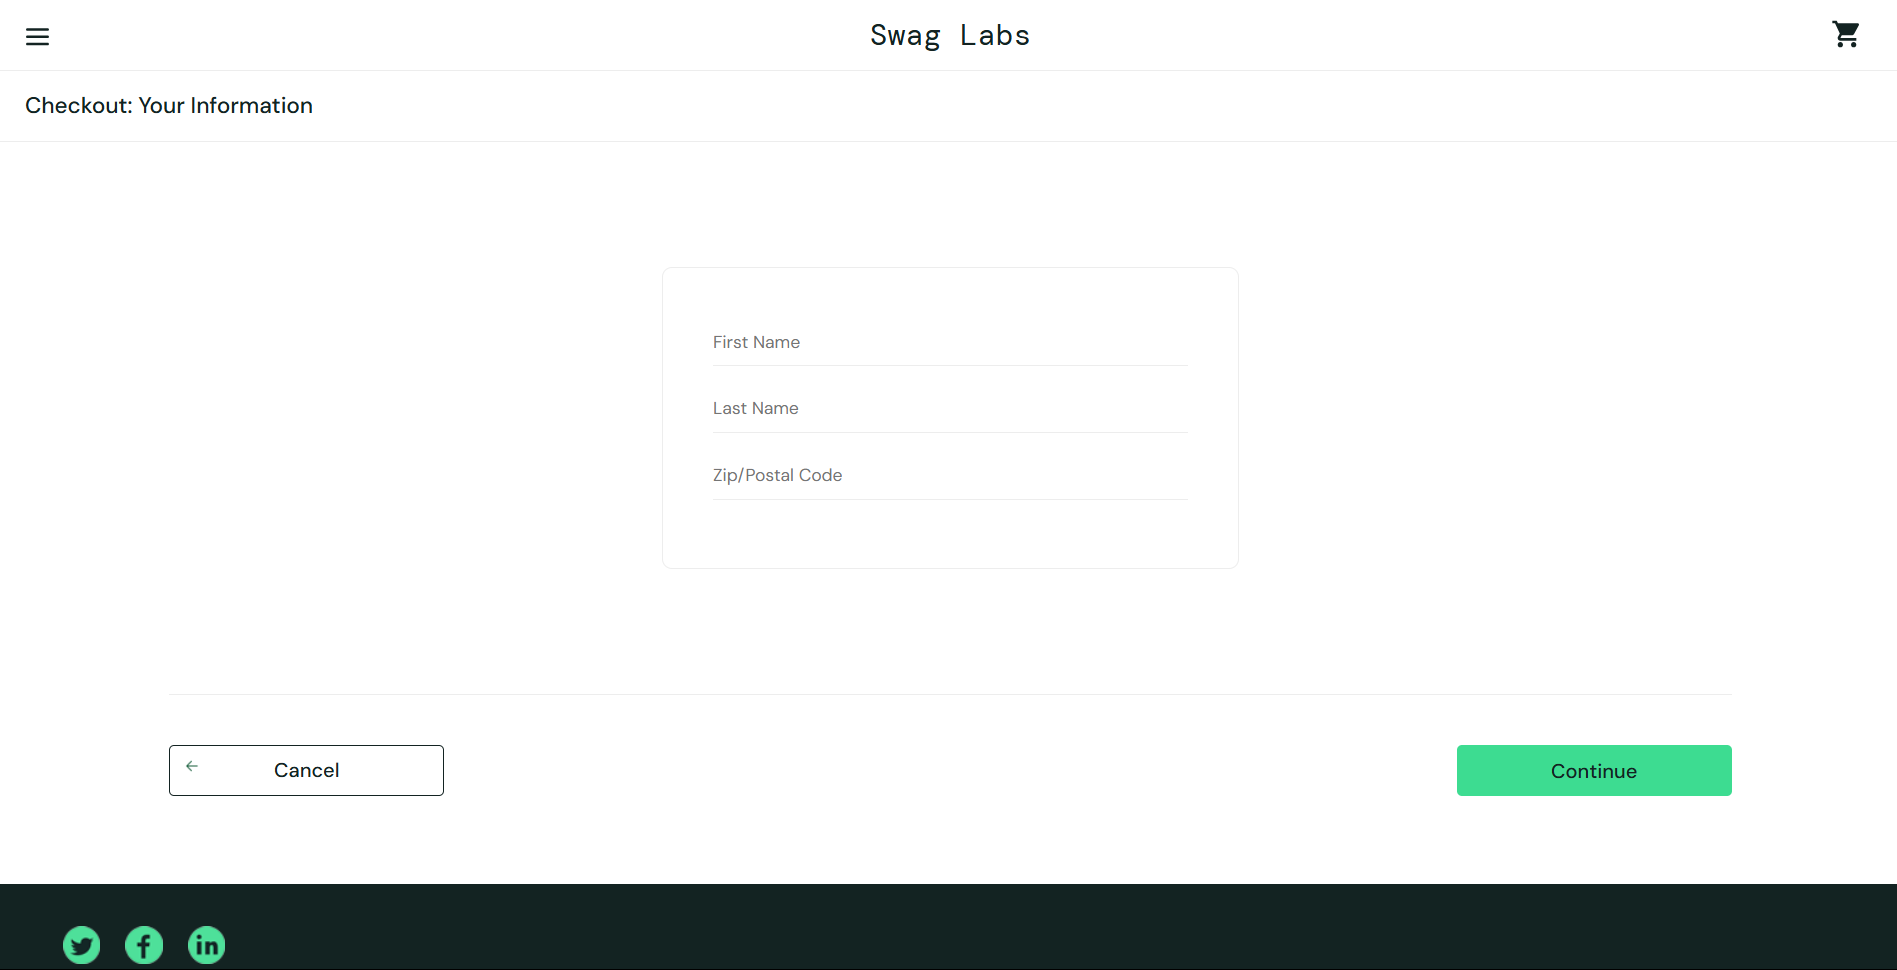 Swag Labs
Checkout: Your Information
First Name
Last Name
Zip/Postal Code
Cancel
Continue